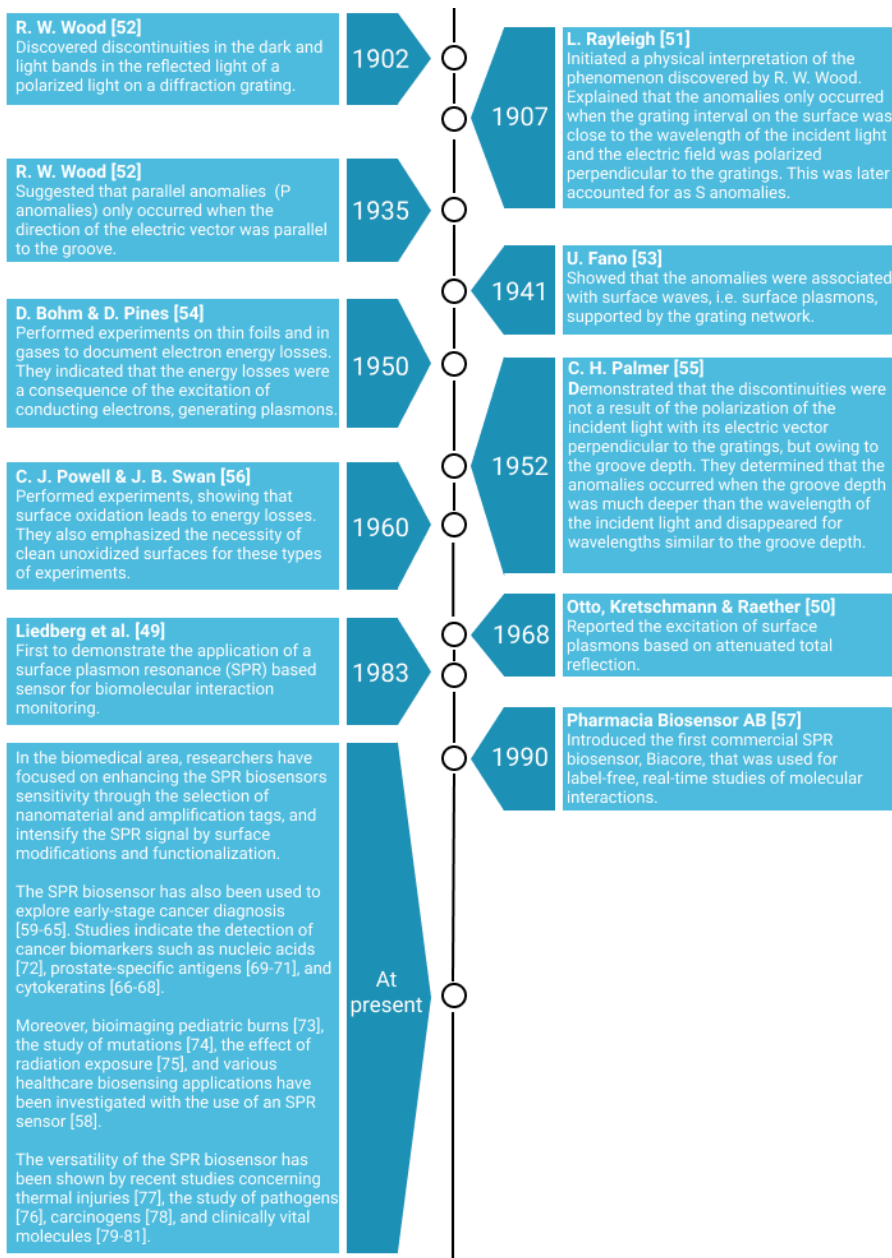 R. W. Wood [52]
Discovered discontinuities in the dark and
light bands in the reflected light of a
polarized light on a diffraction grating.
1902
L. Rayleigh [51]
Initiated a physical interpretation of the
phenomenon discovered by R. W. Wood.
Explained that the anomalies only occurred
when the grating interval on the surface was
close to the wavelength of the incident light
and the electric field was polarized
perpendicular to the gratings. This was later
accounted for as S anomalies.
1907
R. W. Wood [52]
Suggested that parallel anomalies (P
anomalies) only occurred when the
direction of the electric vector was parallel
to the groove.
1935
U. Fano [53]
Showed that the anomalies were associated
with surface waves, i.e. surface plasmons,
supported by the grating network.
1941
D. Bohm & D. Pines [54]
Performed experiments on thin foils and in
gases to document electron energy losses.
They indicated that the energy losses were
a consequence of the excitation of
conducting electrons, generating plasmons.
1950
C. H. Palmer [55]
Demonstrated that the discontinuities were
not a result of the polarization of the
incident light with its electric vector
perpendicular to the gratings, but owing to
the groove depth. They determined that the
anomalies occurred when the groove depth
was much deeper than the wavelength of
the incident light and disappeared for
wavelengths similar to the groove depth.
1952
C. J. Powell & J. B. Swan [56]
Performed experiments, showing that
surface oxidation leads to energy losses.
They also emphasized the necessity of
clean unoxidized surfaces for these types
of experiments.
1960
Otto, Kretschmann & Raether [50]
Reported the excitation of surface
plasmons based on attenuated total
reflection.
1968
Liedberg et al. [49]
First to demonstrate the application of a
surface plasmon resonance (SPR) based
sensor for biomolecular interaction
monitoring.
1983
Pharmacia Biosensor AB [57]
Introduced the first commercial SPR
biosensor, Biacore, that was used for
label-free, real-time studies of molecular
interactions.
1990
In the biomedical area, researchers have
focused on enhancing the SPR biosensors
sensitivity through the selection of
nanomaterial and amplification tags, and
intensify the SPR signal by surface
modifications and functionalization.
The SPR biosensor has also been used to
explore early-stage cancer diagnosis
[59-65]. Studies indicate the detection of
cancer biomarkers such as nucleic acids
[72], prostate-specific antigens [69-71], and
cytokeratins [66-68].
Moreover, bioimaging pediatric burns [73],
the study of mutations [74], the effect of
radiation exposure [75], and various
healthcare biosensing applications have
been investigated with the use of an SPR
sensor [58].
The versatility of the SPR biosensor has
been shown by recent studies concerning
thermal injuries [77], the study of pathogens
[76], carcinogens [78], and clinically vital
molecules [79-81].
At
present